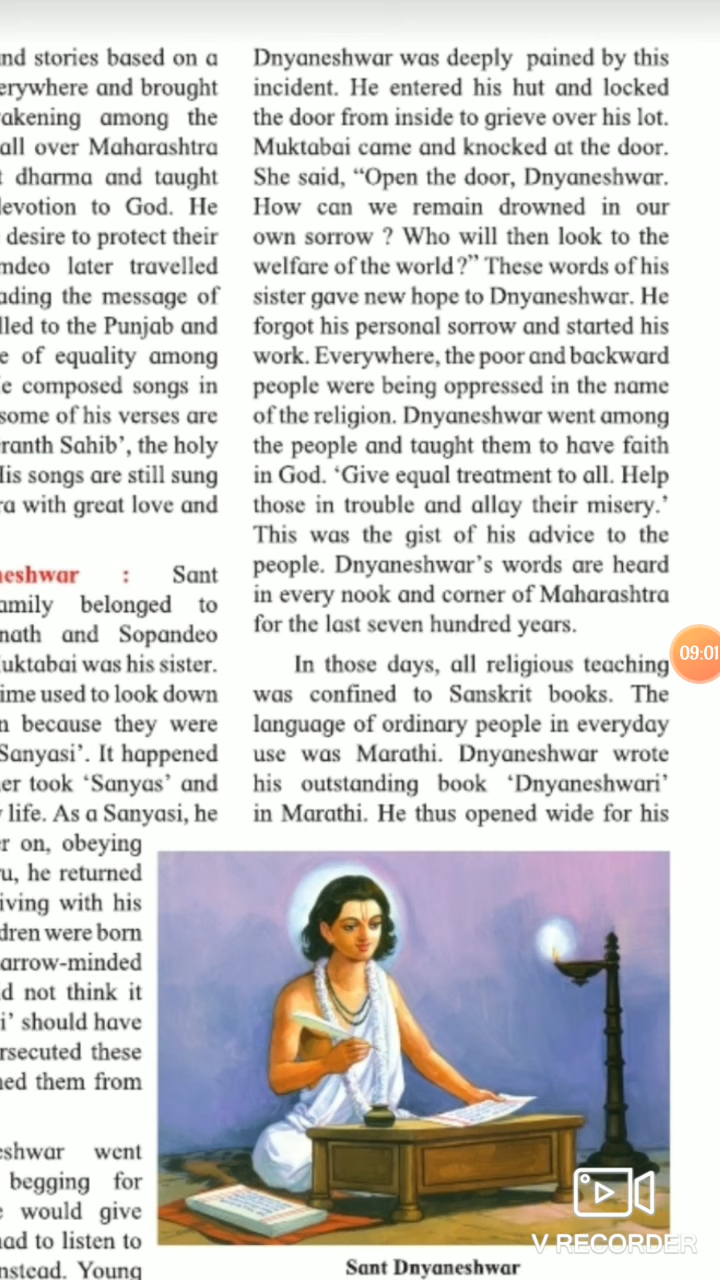 nd stories based on a
erywhere and brought
akening among the
all over Maharashtra
t dharma and taught
levotion to God. He
desire to protect their
mdeo later travelled
ading the message of
lled to the Punjab and
e of equality among
e composed songs in
some of his verses are
ranth Sahib’, the holy
His songs are still sung
ra with great love and
neshwar : Sant
amily belonged to
nath and Sopandeo
Muktabai was his sister.
ime used to look down
n because they were
Sanyasi’. It happened
er took ‘Sanyas’ and
y life. As a Sanyasi, he
er on, obeying
u, he returned
iving with his
dren were born
arrow-minded
d not think it
i’ should have
rsecuted these
ned them from
eshwar went
begging for
e would give
had to listen to
nstead. Young
Dnyaneshwar was deeply pained by this
incident. He entered his hut and locked
the door from inside to grieve over his lot.
Muktabai came and knocked at the door.
She said, “Open the door, Dnyaneshwar.
How can we remain drowned in our
own sorrow ? Who will then look to the
welfare of the world ?” These words of his
sister gave new hope to Dnyaneshwar. He
forgot his personal sorrow and started his
work. Everywhere, the poor and backward
people were being oppressed in the name
of the religion. Dnyaneshwar went among
the people and taught them to have faith
in God. ‘Give equal treatment to all. Help
those in trouble and allay their misery.’
This was the gist of his advice to the
people. Dnyaneshwar’s words are heard
in every nook and corner of Maharashtra
for the last seven hundred years.
In those days, all religious teaching
was confined to Sanskrit books. The
language of ordinary people in everyday
use was Marathi. Dnyaneshwar wrote
his outstanding book ‘Dnyaneshwari’
in Marathi. He thus opened wide for his
Sant Dnyaneshwar
09:01
V RECORDER